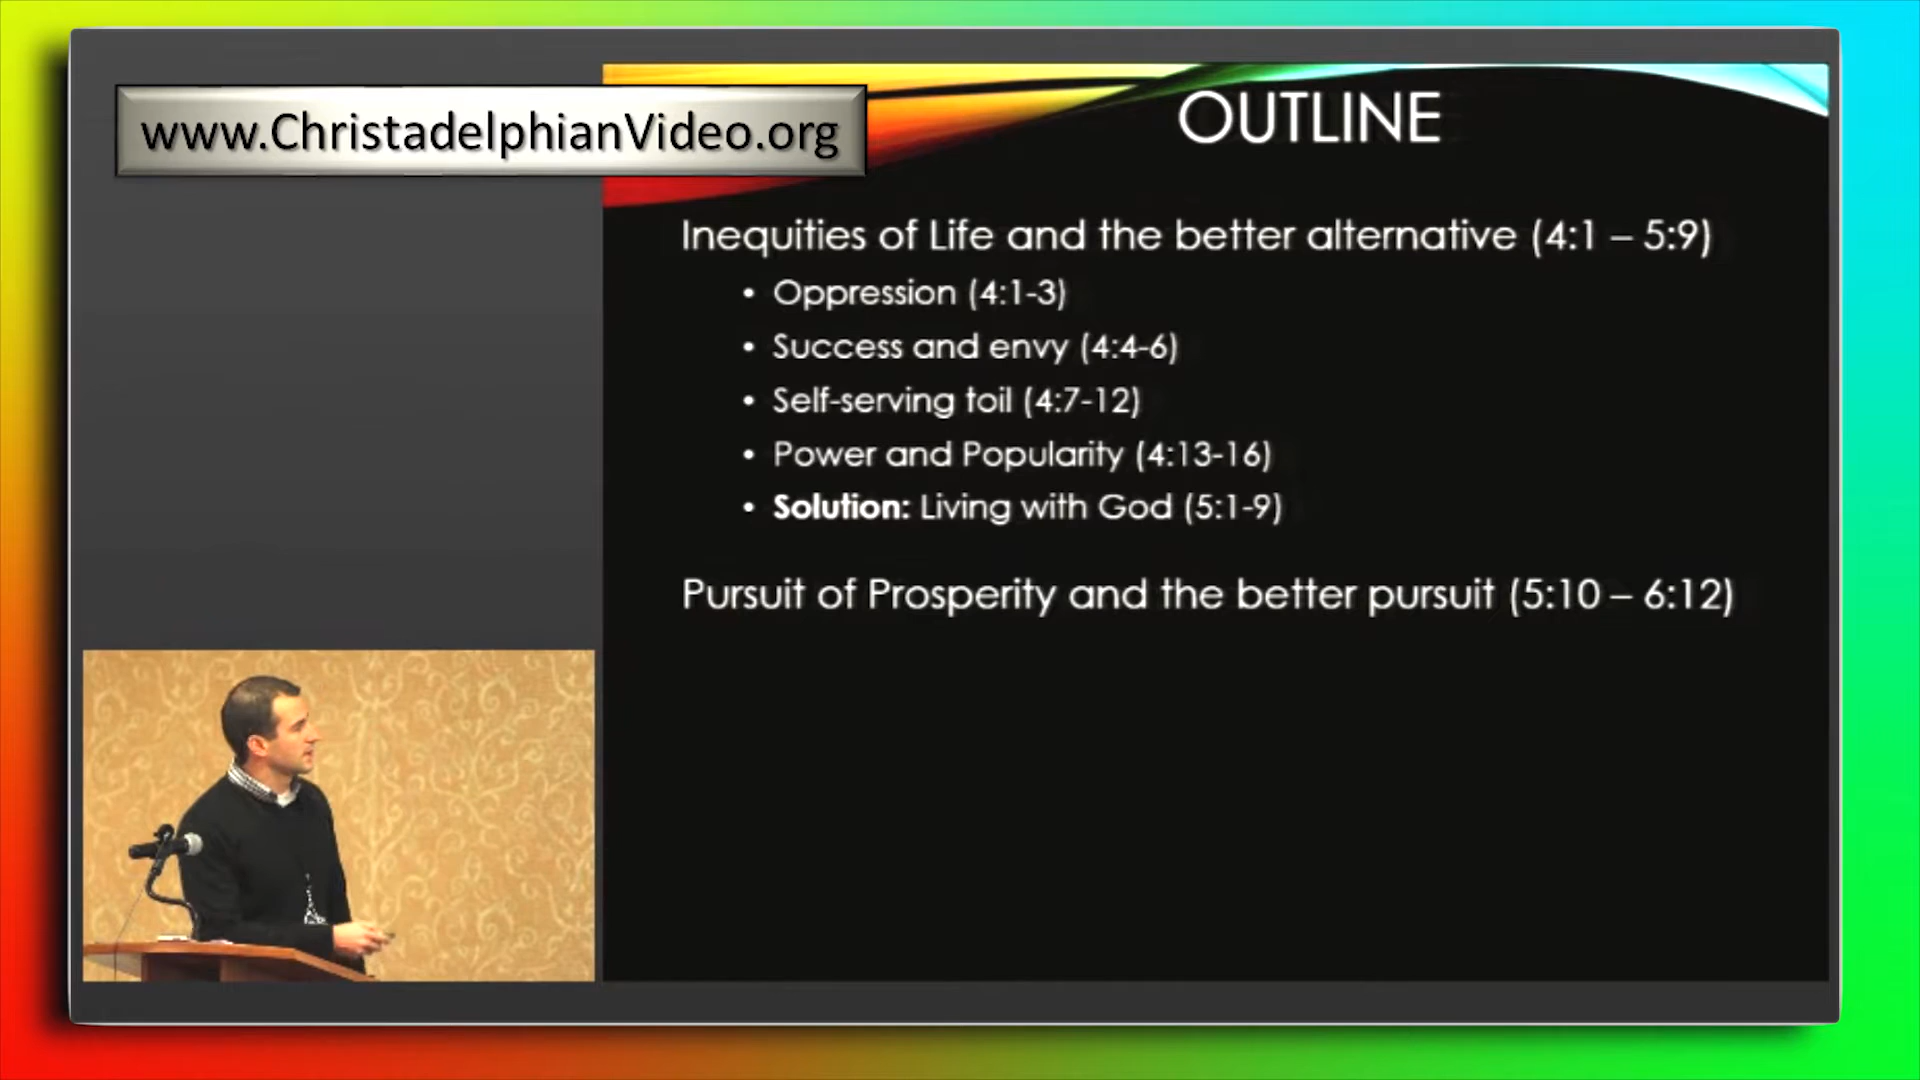 www.ChristadelphianVideo.org
OUTLINE
Inequities of Life and the better alternative (4:1 – 5:9)
• Oppression (4:1-3)
• Success and envy (4:4-6)
• Self-serving toil (4:7-12)
• Power and Popularity (4:13-16)
• Solution: Living with God (5:1-9)
Pursuit of Prosperity and the better pursuit (5:10 – 6:12)